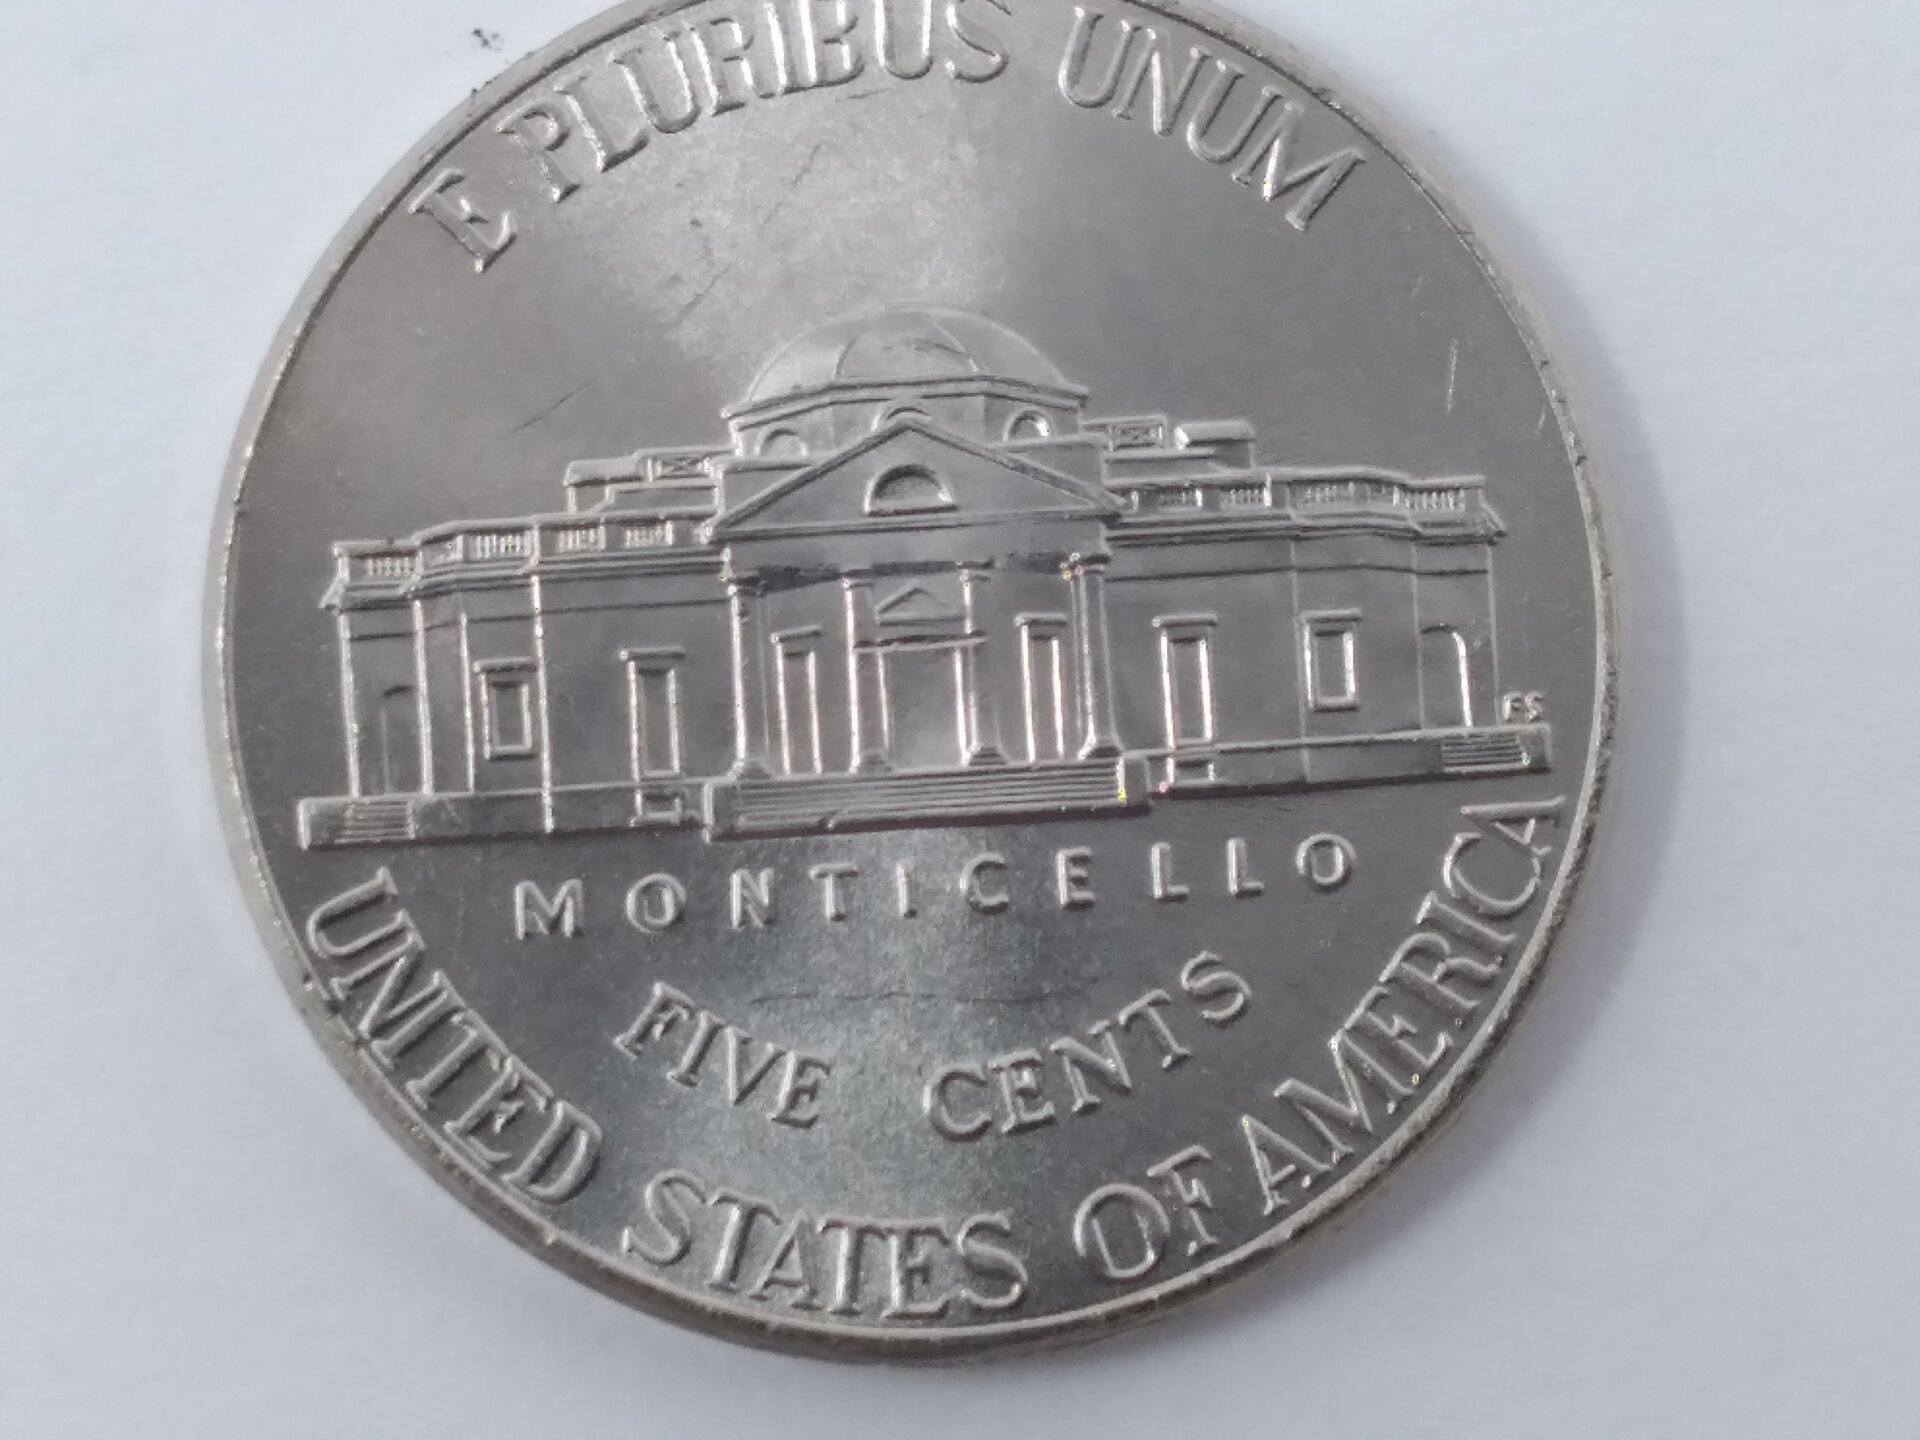 E PLURIBUS UNUM
FS
MONTICELLO
FIVE CENTS
UNITED STATES OF AMERICA